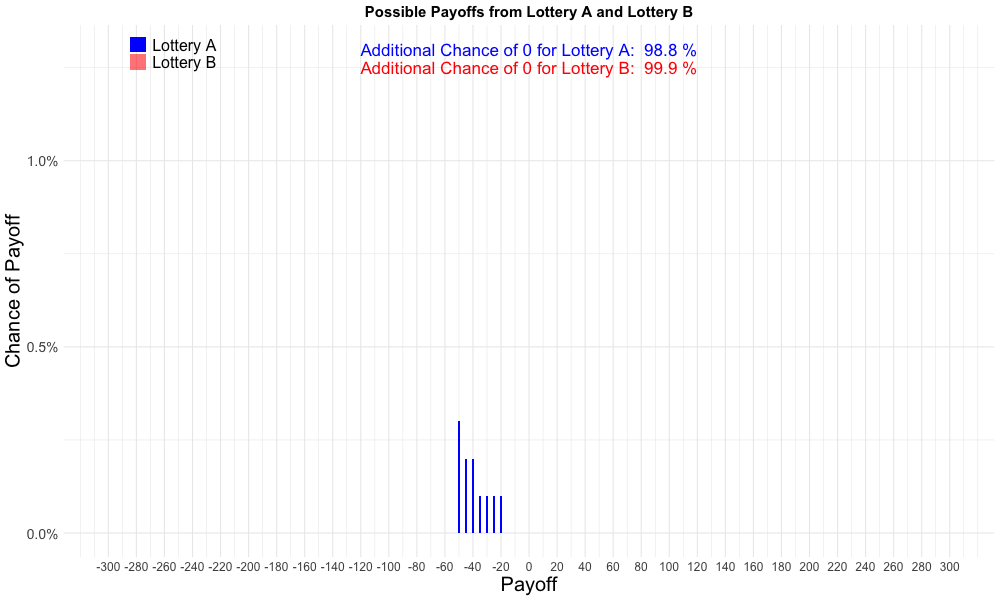 Possible Payoffs from Lottery A and Lottery B
Lottery A
Lottery B
Additional Chance of 0 for Lottery A: 98.8 %
Additional Chance of 0 for Lottery B: 99.9 %
Chance of Payoff
1.0%
0.5%
0.0%
-300 -280 -260 -240 -220 -200 -180 -160 -140 -120 -100 -80 -60 -40 -20 0 20 40 60 80 100 120 140 160 180 200 220 240 260 280 300
Payoff